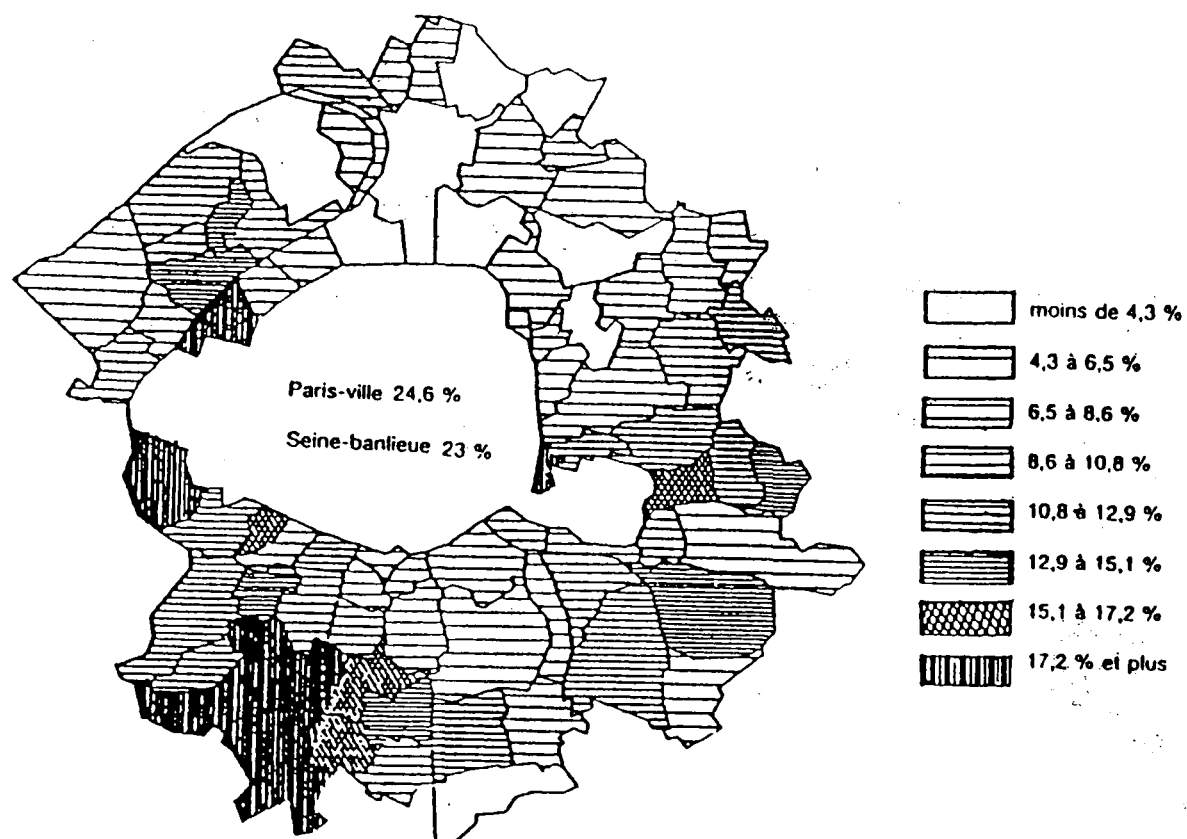 Paris-ville 24,6 %
Seine-banlieue 23 %
moins de 4,3 %
4,3 à 6,5 %
6,5 à 8,6 %
8,6 à 10,8 %
10,8 à 12,9 %
12,9 à 15,1 %
15,1 à 17,2 %
17,2 % et plus